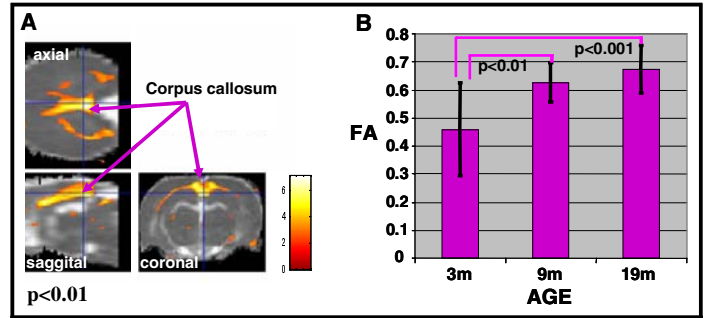 A
axial
Corpus callosum
saggital
coronal
6
4
2
0
p<0.01
B
FA
0.8
0.7
0.6
0.5
0.4
0.3
0.2
0.1
0
p<0.01
p<0.001
3m
9m
19m
AGE